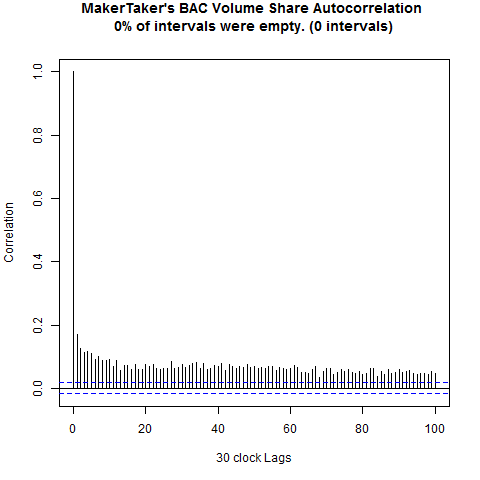 MakerTaker's BAC Volume Share Autocorrelation
0% of intervals were empty. (0 intervals)
1.0
0.8
0.6
0.4
0.2
0.0
Correlation
0 20 40 60 80 100
30 clock Lags